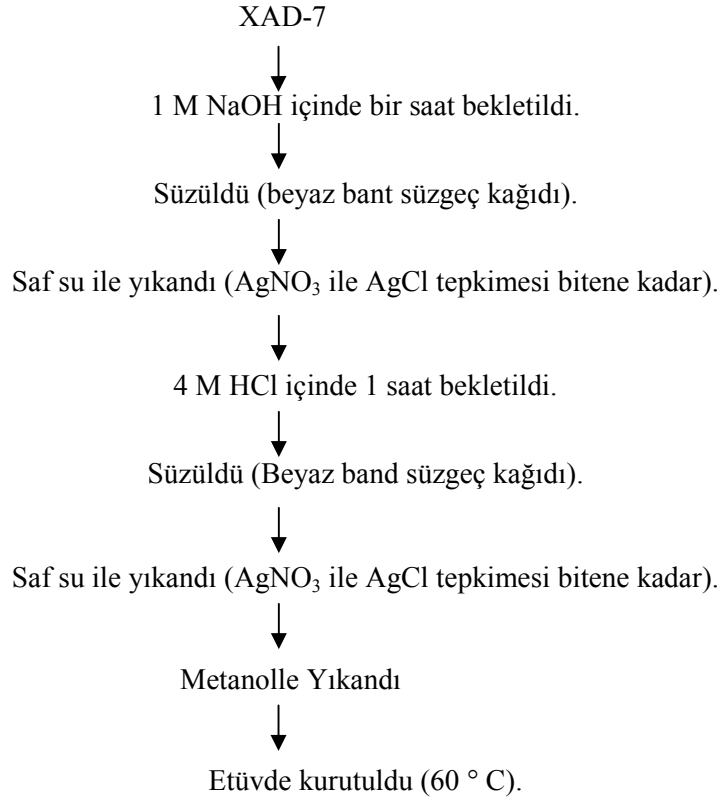 XAD-7
1 M NaOH içinde bir saat bekletildi.
Süzüldü (beyaz bant süzgeç kağıdı).
Saf su ile yıkandı (AgNO₃ ile AgCl tepkimesi bitene kadar).
4 M HCl içinde 1 saat bekletildi.
Süzüldü (Beyaz band süzgeç kağıdı).
Saf su ile yıkandı (AgNO₃ ile AgCl tepkimesi bitene kadar).
Metanolle Yıkandı
Etüvde kurutuldu (60 ° C).